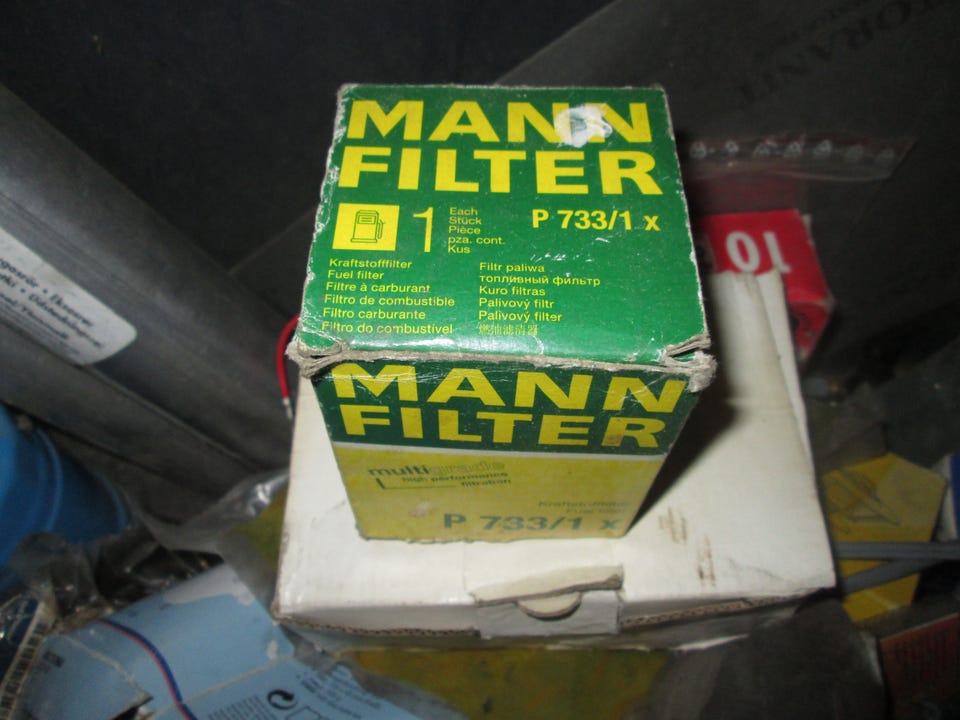 MANN
FILTER
1
Each
Stück
Pièce
pza. cont.
Kus
P 733/1 x
Kraftstofffilter
Fuel filter
Filtre à carburant
Filtro de combustible
Filtro carburante
Filtro do combustível
Filtr paliwa
топливный фильтр
Kuro filtras
Palivový filtr
Palivový filter
燃油滤清器
MANN
FILTER
multigrade
high performance
filtration
P 733/1 x
10